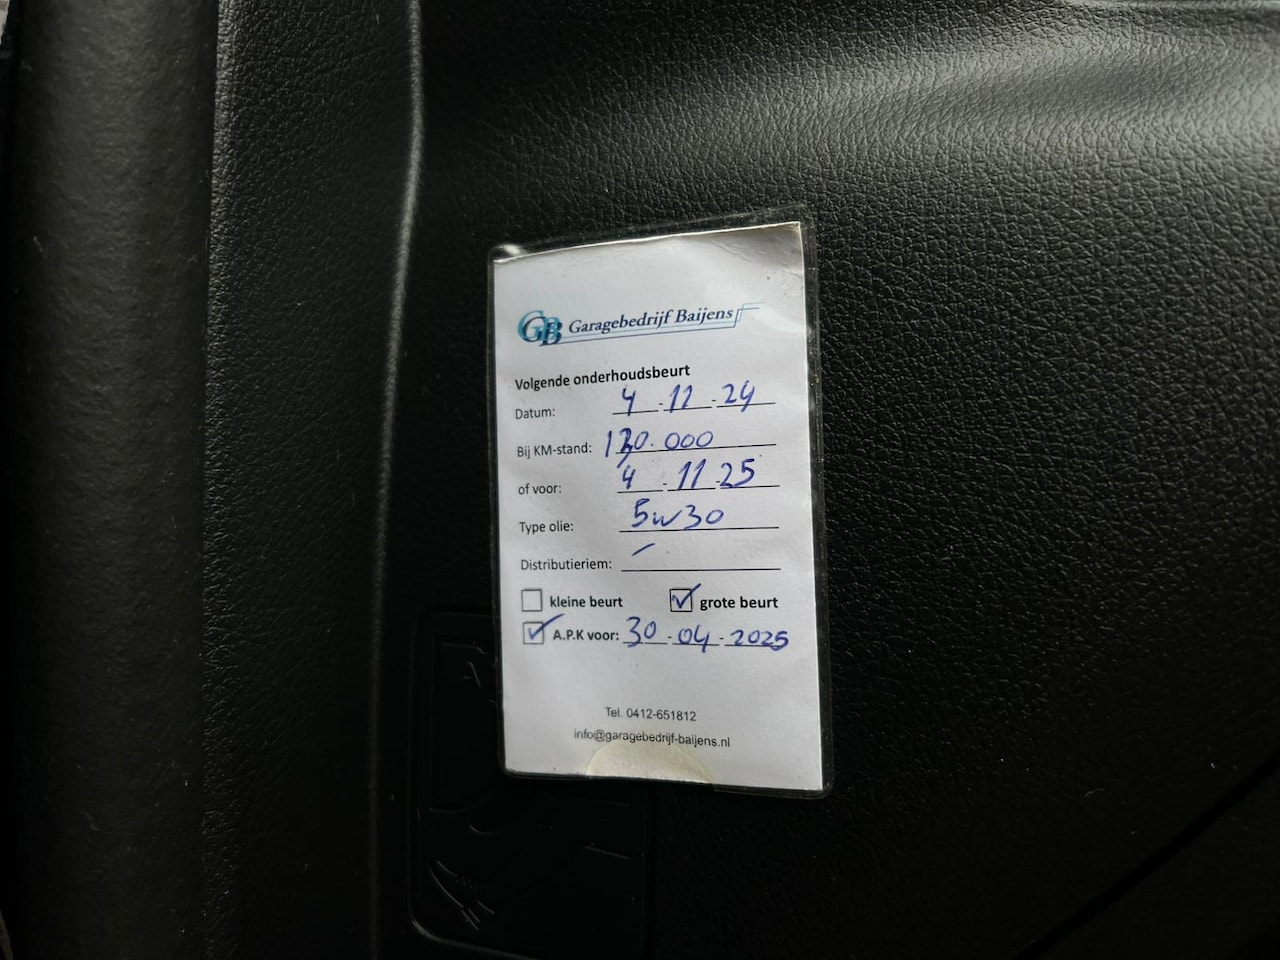 GB Garagebedrijf Baijens
Volgende onderhoudsbeurt
Datum: 4 - 11 - 24
Bij KM-stand: 130.000
of voor: 4 - 11 - 25
Type olie: 5w30
Distributieriem: —
kleine beurt grote beurt
A.P.K voor: 30 - 04 - 2025
Tel. 0412-651812
info@garagebedrijf-baijens.nl